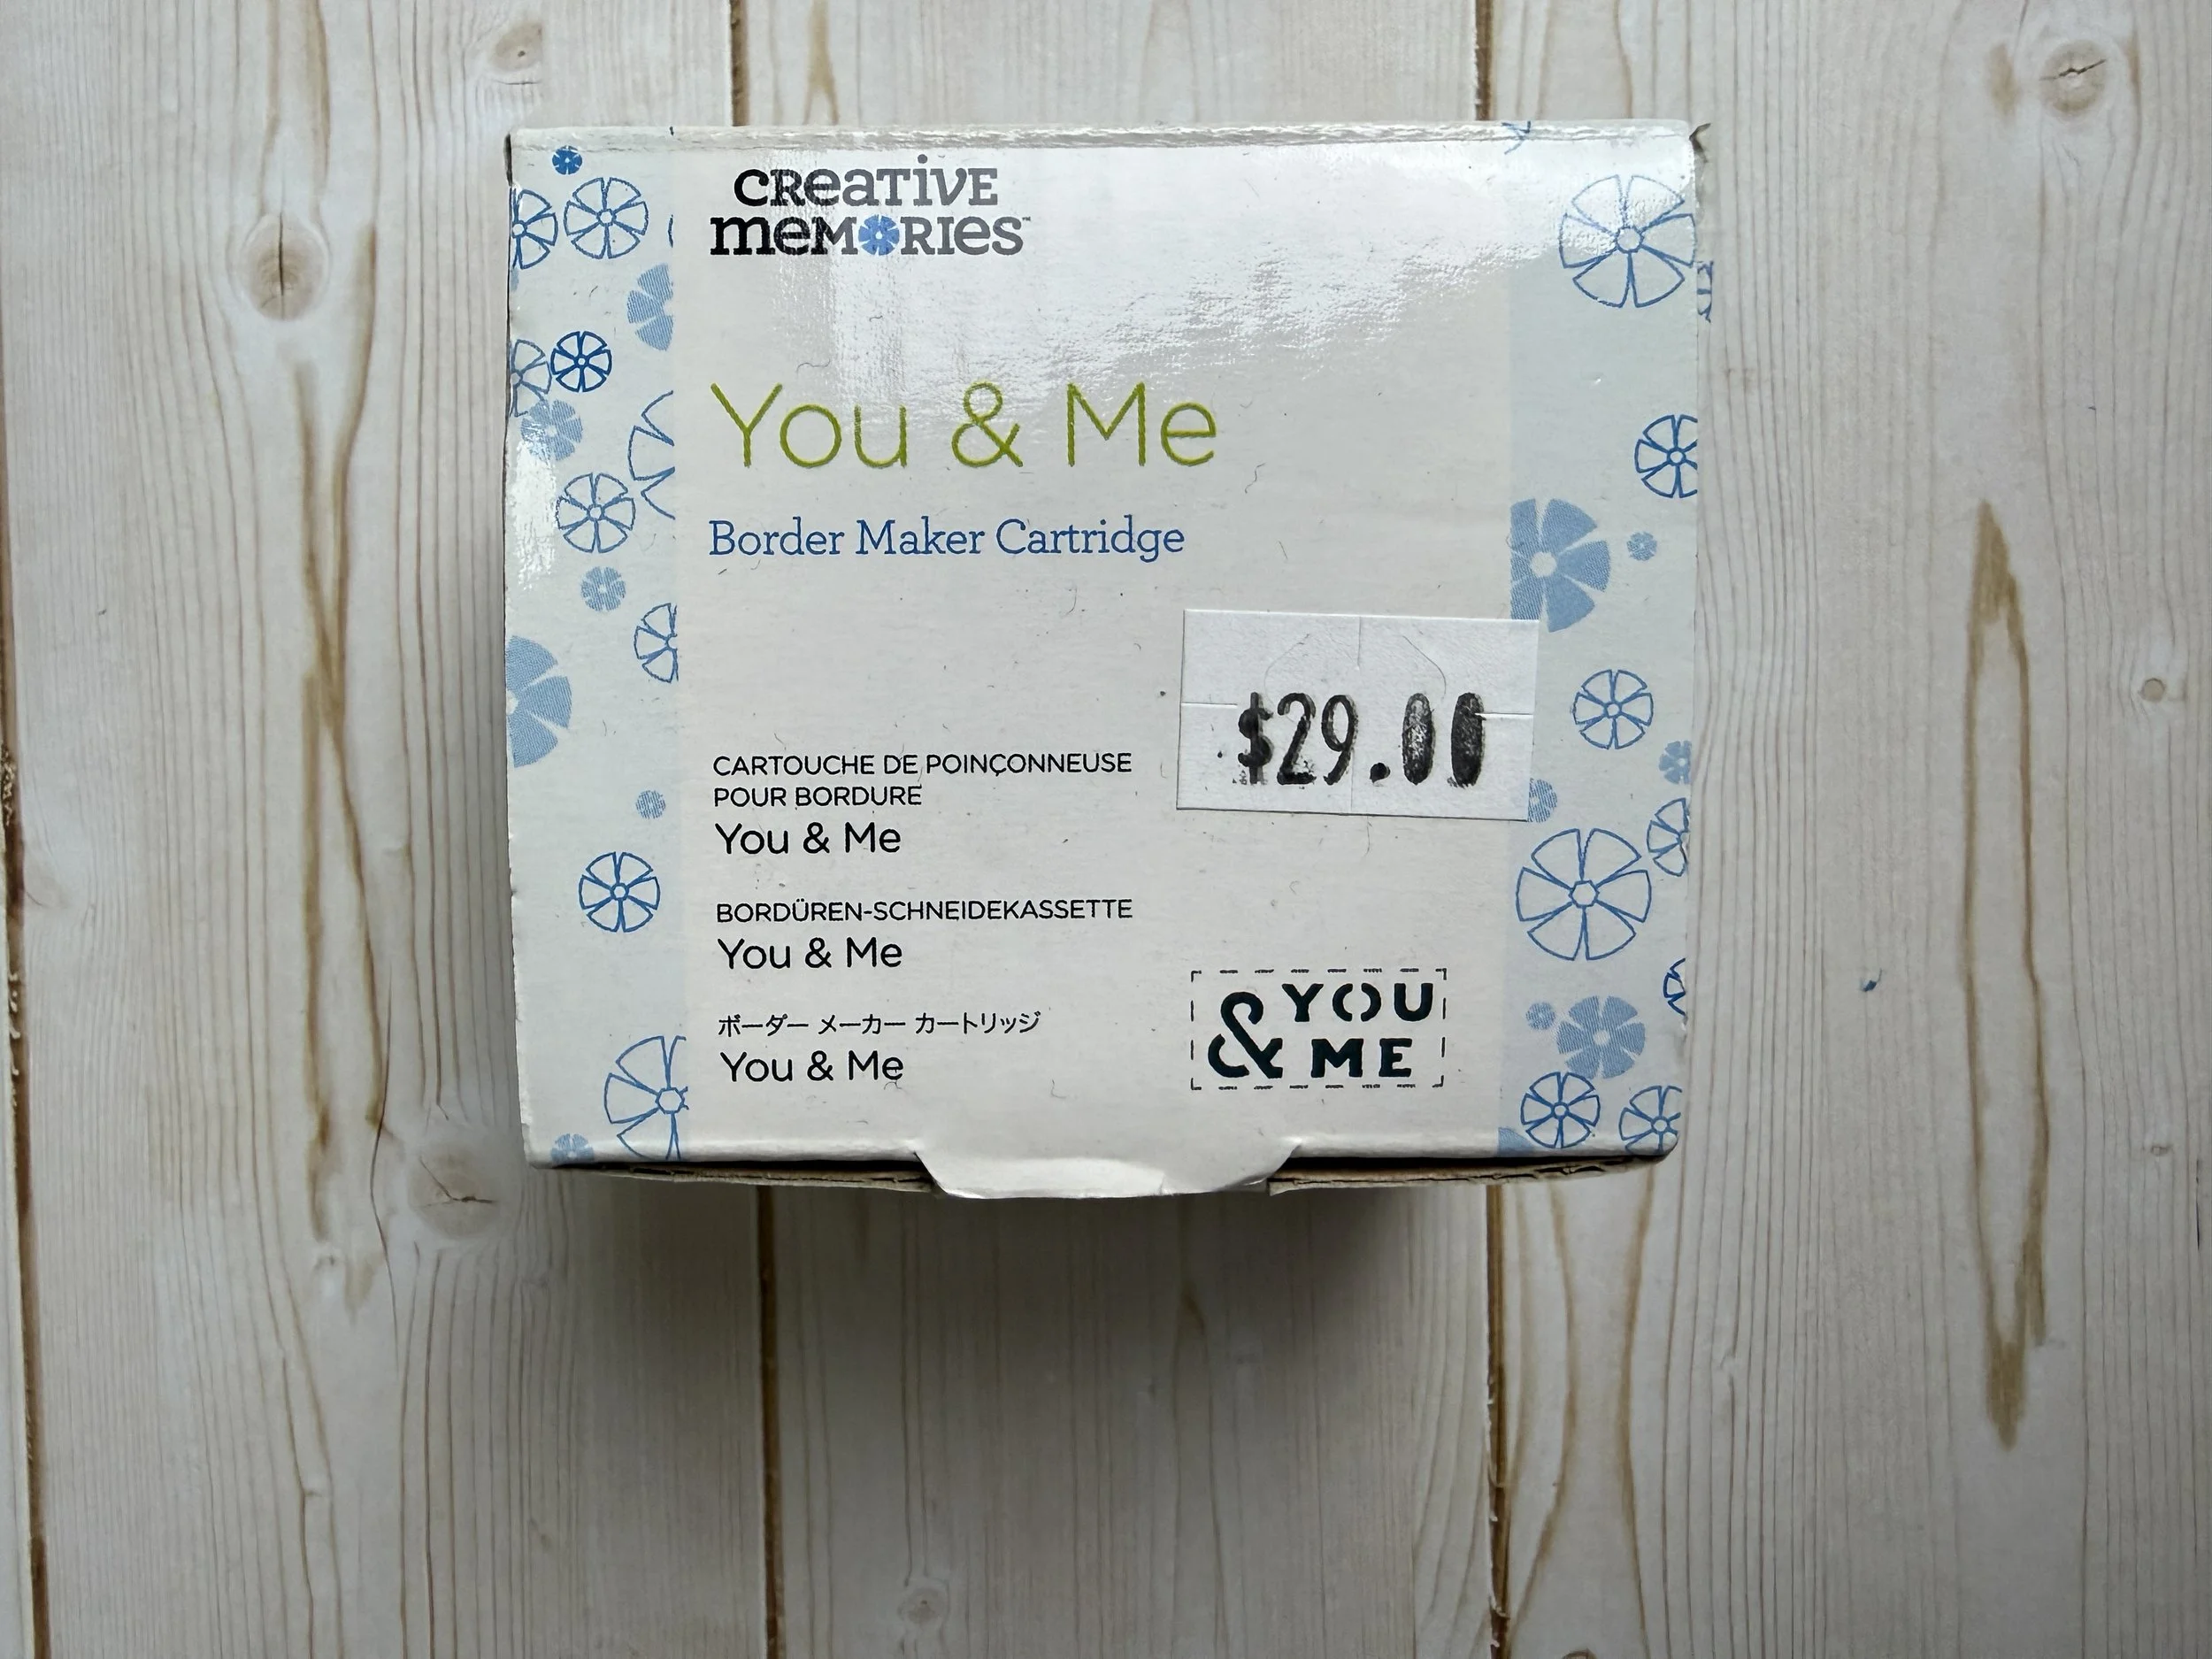 CReaTiVE
meMORIes™
You & Me
Border Maker Cartridge
$29.00
CARTOUCHE DE POINÇONNEUSE
POUR BORDURE
You & Me
BORDÜREN-SCHNEIDEKASSETTE
You & Me
ボーダー メーカー カートリッジ
You & Me
& YOU
ME